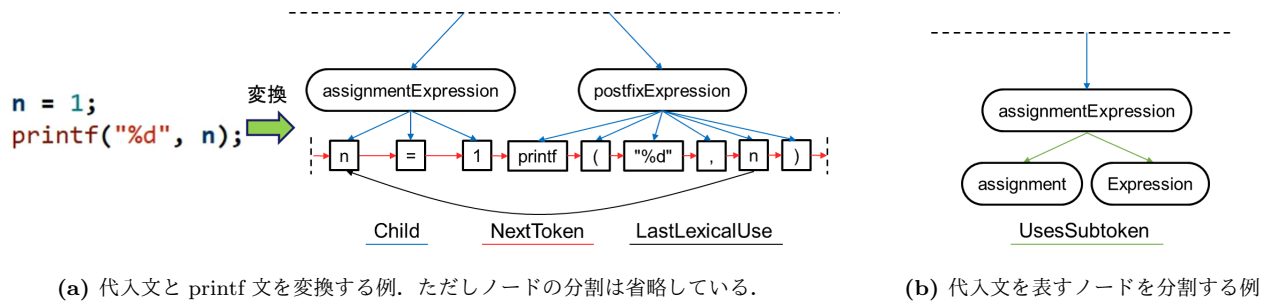 n = 1;
printf("%d", n);
変換
assignmentExpression
postfixExpression
n
=
1
printf
(
"%d"
,
n
)
Child
NextToken
LastLexicalUse
(a) 代入文と printf 文を変換する例．ただしノードの分割は省略している．
assignmentExpression
assignment
Expression
UsesSubtoken
(b) 代入文を表すノードを分割する例